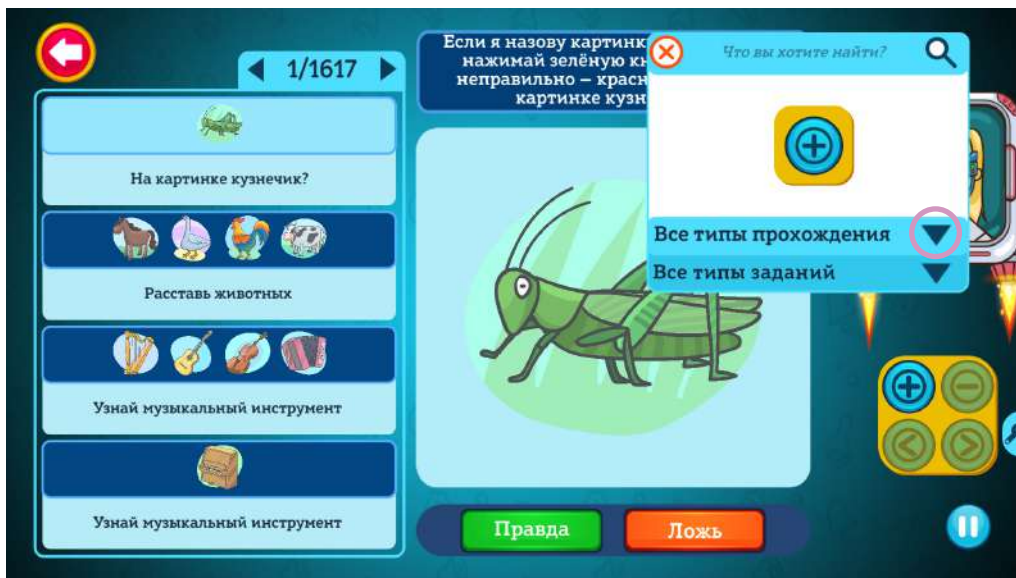 1/1617
На картинке кузнечик?
Расставь животных
Узнай музыкальный инструмент
Узнай музыкальный инструмент
Если я назову картинк
нажимай зелёную кн
неправильно – красн
картинке кузн
Что вы хотите найти?
Все типы прохождения
Все типы заданий
Правда
Ложь